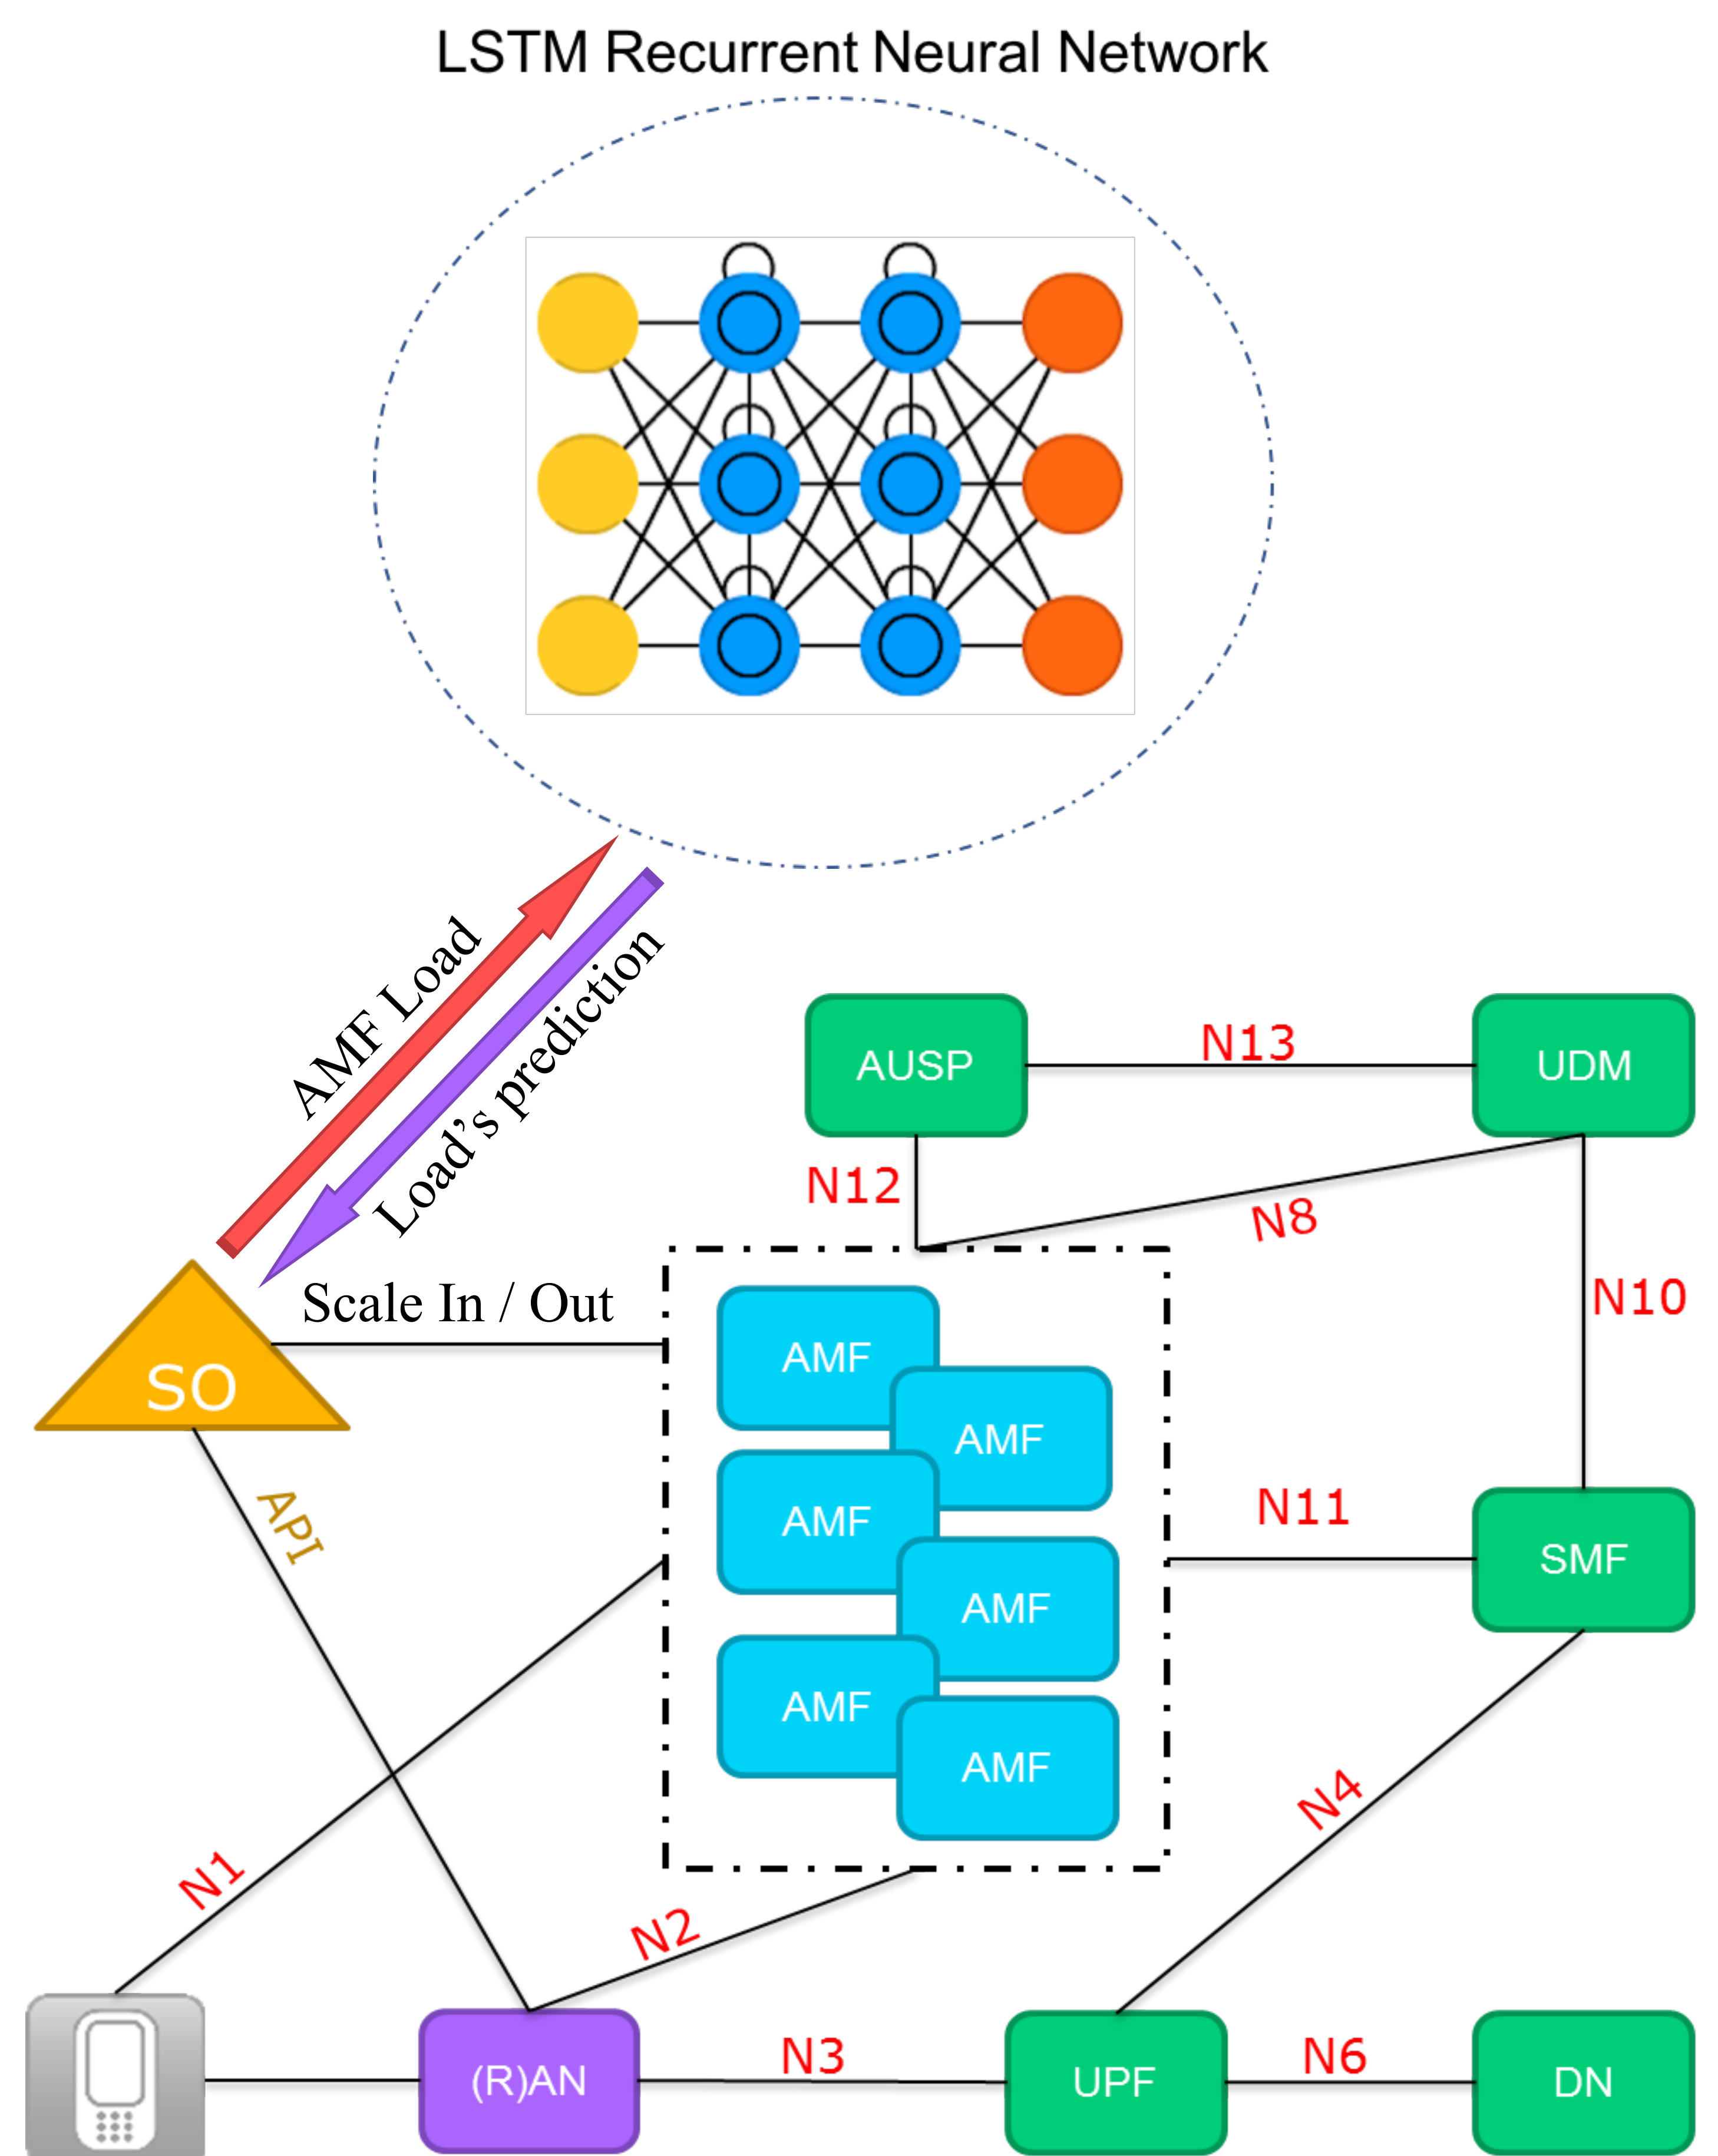 LSTM Recurrent Neural Network
AMF Load
Load's prediction
AUSP
N13
UDM
N12
N8
Scale In / Out
N10
SO
AMF
AMF
API
AMF
N11
SMF
AMF
AMF
AMF
N4
N1
N2
(R)AN
N3
UPF
N6
DN